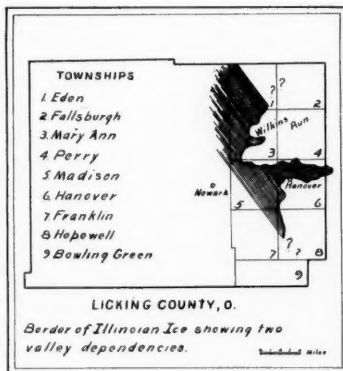 TOWNSHIPS
1. Eden
2. Fallsburgh
3. Mary Ann
4. Perry
5. Madison
6. Hanover
7. Franklin
8 Hopewell
9 Bowling Green
? ?
1
2
Wilkins Run
3
4
Newark
Hanover
5
6
?
7
?
8
9
LICKING COUNTY, O.
Border of Illinoian Ice showing two
valley dependencies.
Miles